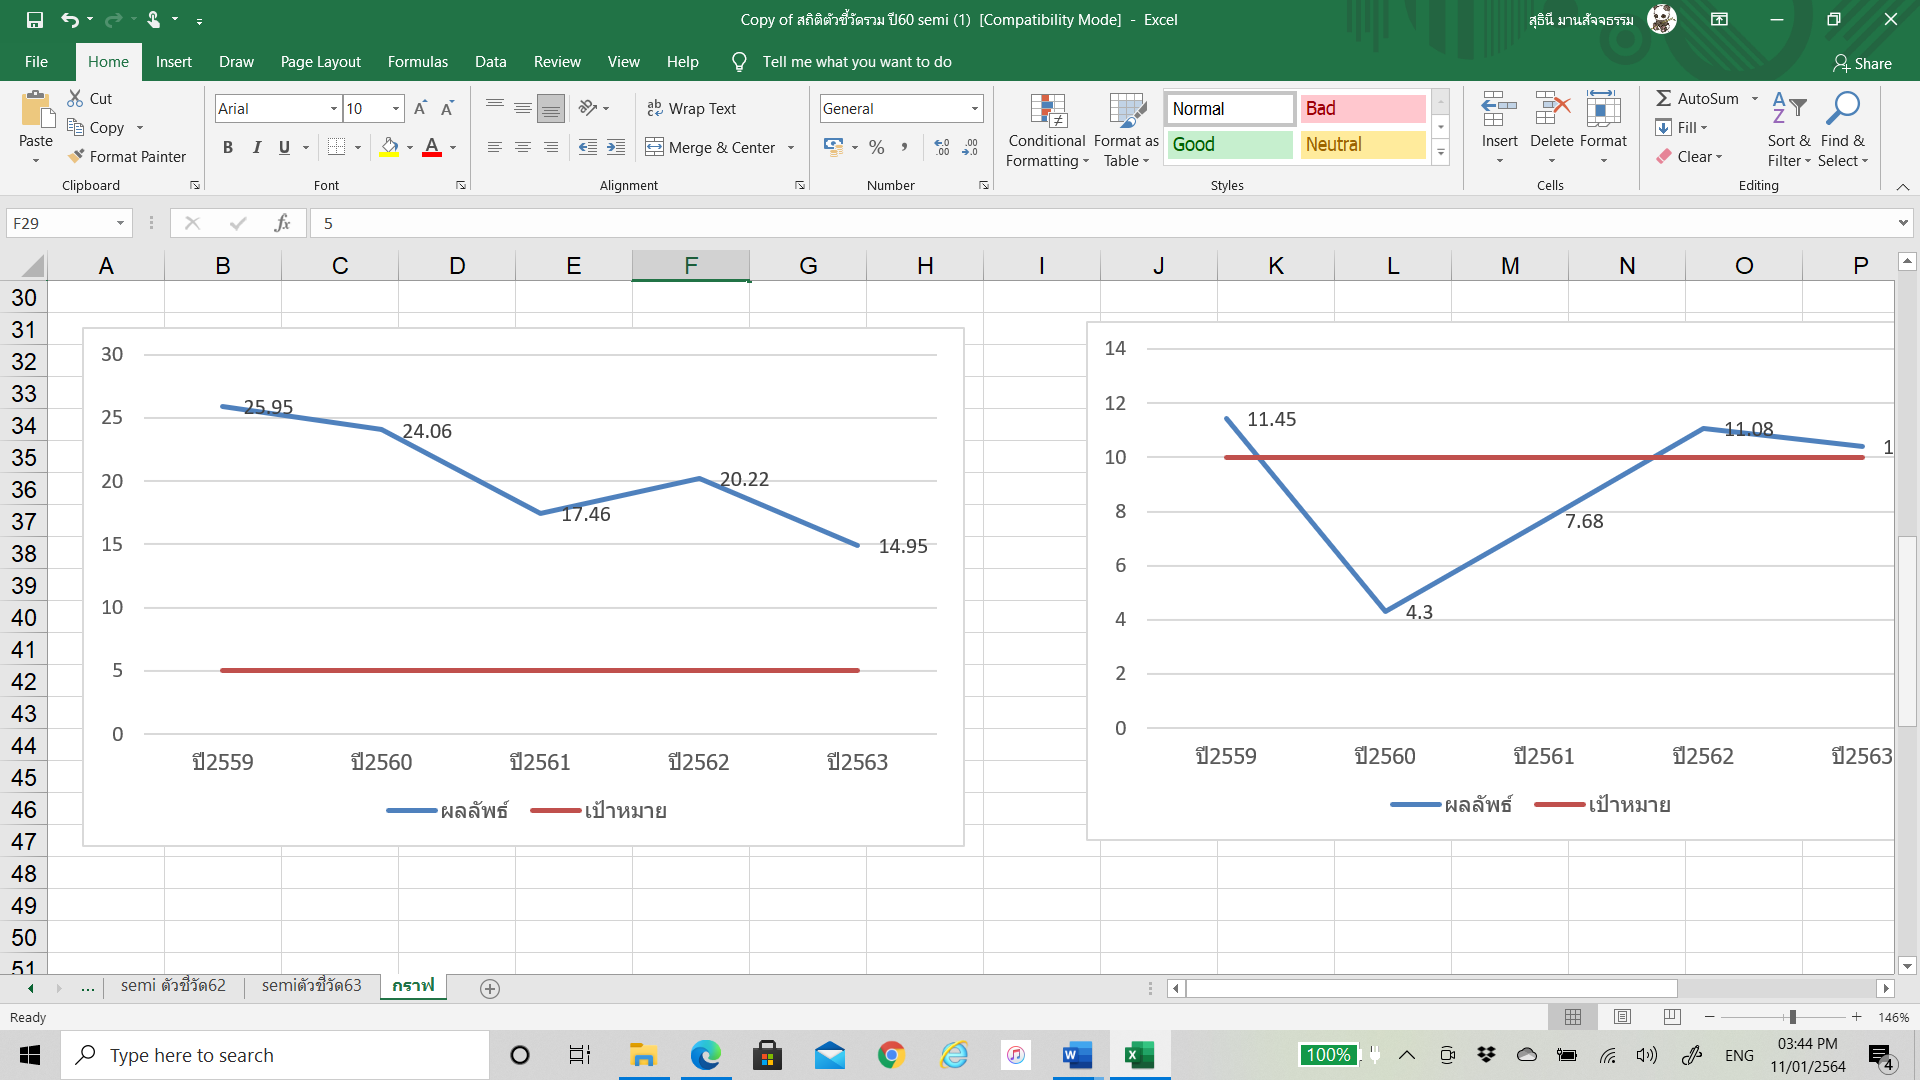 Copy of สถิติตัวชี้วัดรวม ปี60 semi (1)  [Compatibility Mode]  -  Excel
สุธินี มานสัจจธรรม
File Home Insert Draw Page Layout Formulas Data Review View Help Tell me what you want to do Share
Paste
Cut
Copy
Format Painter
Clipboard
Arial 10
B I U
Font
Wrap Text
Merge & Center
Alignment
General
% ,
Number
Conditional Formatting
Format as Table
Normal Bad
Good Neutral
Styles
Insert Delete Format
Cells
AutoSum
Fill
Clear
Sort & Filter
Find & Select
Editing
F29 fx 5
A B C D E F G H I J K L M N O P
30
31
32
33
34
35
36
37
38
39
40
41
42
43
44
45
46
47
48
49
50
51
30
25
20
15
10
5
0
25.95
24.06
17.46
20.22
14.95
ปี2559 ปี2560 ปี2561 ปี2562 ปี2563
ผลลัพธ์ เป้าหมาย
14
12
10
8
6
4
2
0
11.45
4.3
7.68
11.08
1
ปี2559 ปี2560 ปี2561 ปี2562 ปี2563
ผลลัพธ์ เป้าหมาย
... semi ตัวชี้วัด62 semiตัวชี้วัด63 กราฟ
Ready
146%
Type here to search
100%
ENG
03:44 PM
11/01/2564
4